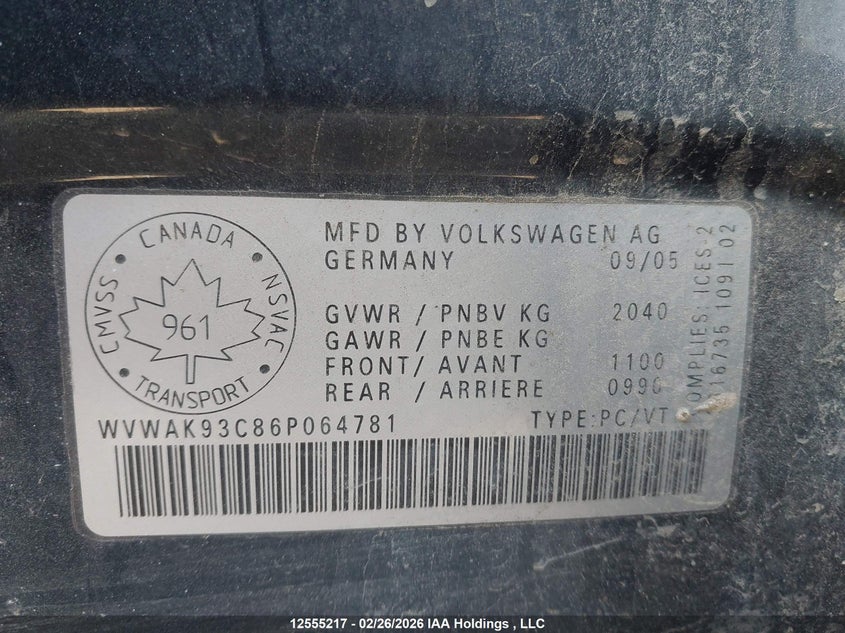 CANADA
CMVSS
NSVAC
961
TRANSPORT
MFD BY VOLKSWAGEN AG
GERMANY 09/05
GVWR / PNBV KG 2040
GAWR / PNBE KG
FRONT/ AVANT 1100
REAR / ARRIERE 0990
WVWAK93C86P064781 TYPE:PC/VT
OMPLIES: ICES-2
16735 1091 02
12555217 - 02/26/2026 IAA Holdings , LLC